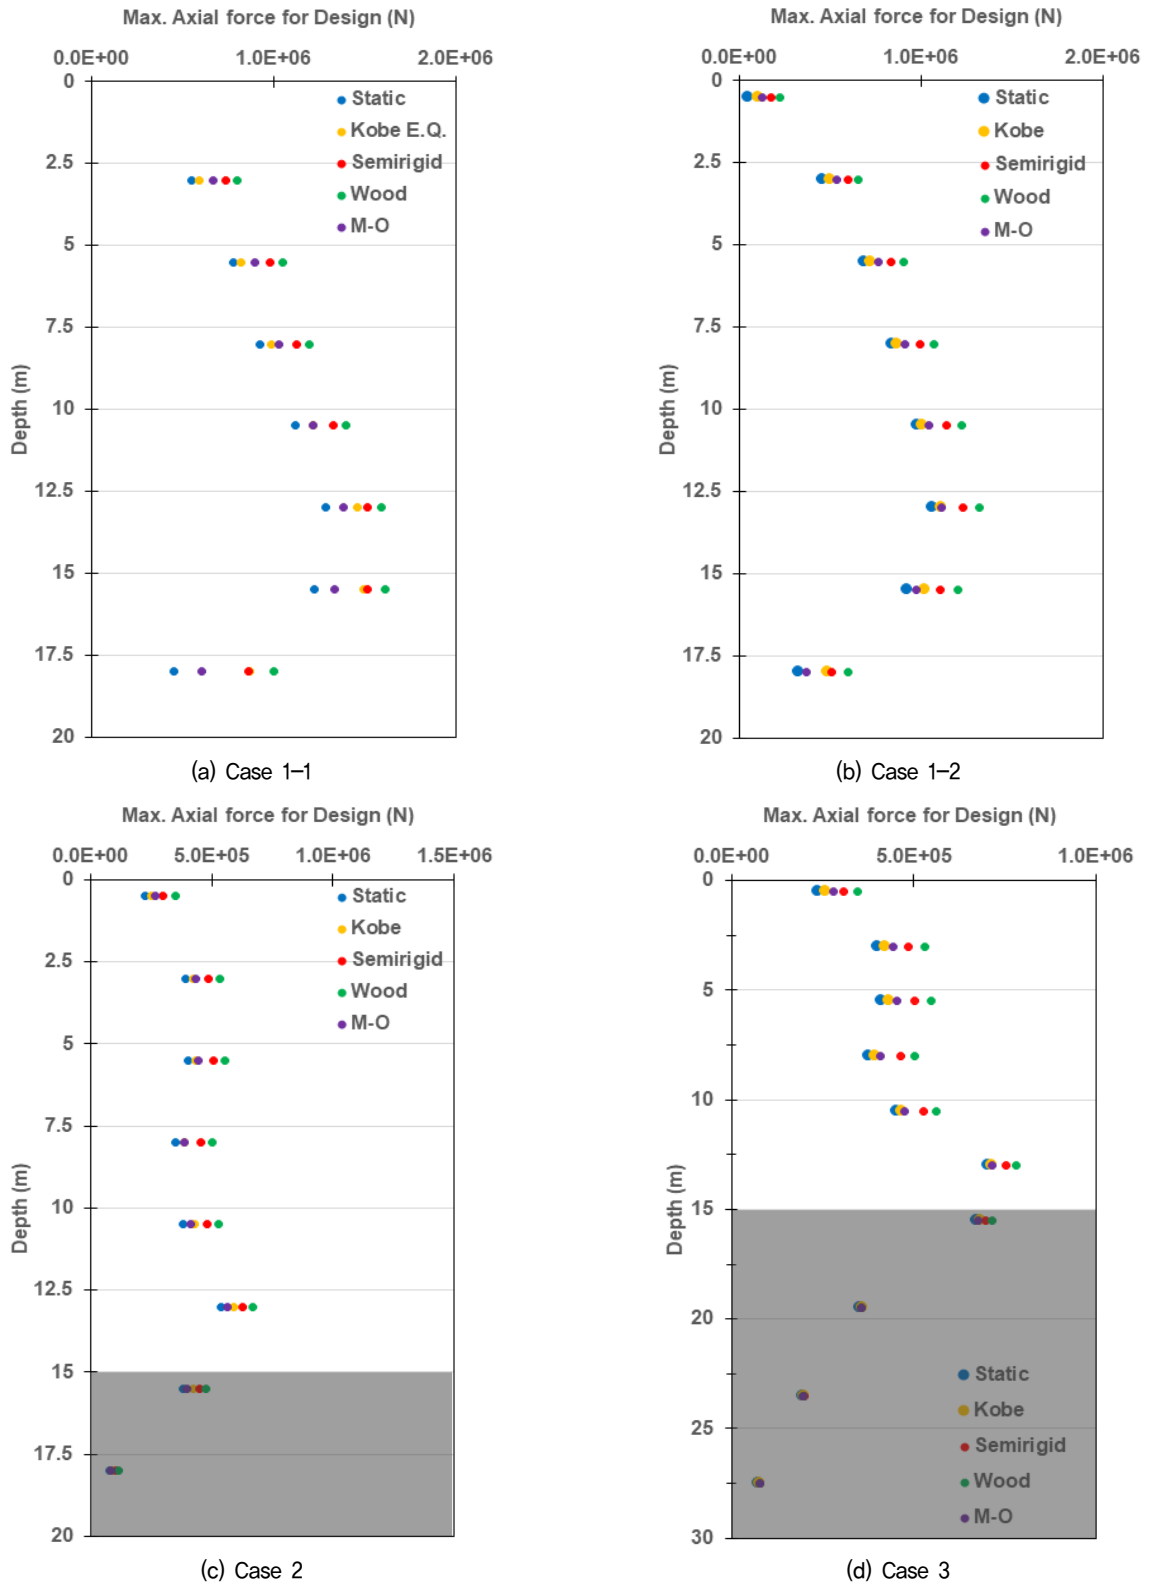 Max. Axial force for Design (N)
0.0E+00 1.0E+06 2.0E+06
0
2.5
5
7.5
10
12.5
15
17.5
20
Depth (m)
Static
Kobe E.Q.
Semirigid
Wood
M-O
(a) Case 1-1
Max. Axial force for Design (N)
0.0E+00 1.0E+06 2.0E+06
0
2.5
5
7.5
10
12.5
15
17.5
20
Depth (m)
Static
Kobe
Semirigid
Wood
M-O
(b) Case 1-2
Max. Axial force for Design (N)
0.0E+00 5.0E+05 1.0E+06 1.5E+06
0
2.5
5
7.5
10
12.5
15
17.5
20
Depth (m)
Static
Kobe
Semirigid
Wood
M-O
(c) Case 2
Max. Axial force for Design (N)
0.0E+00 5.0E+05 1.0E+06
0
5
10
15
20
25
30
Depth (m)
Static
Kobe
Semirigid
Wood
M-O
(d) Case 3